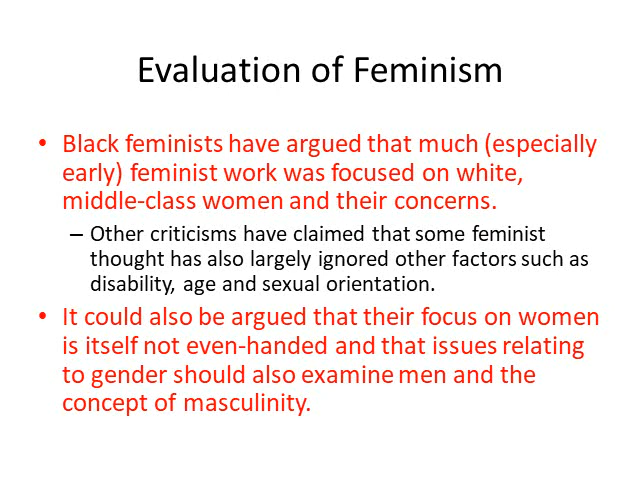 Evaluation of Feminism
• Black feminists have argued that much (especially
early) feminist work was focused on white,
middle-class women and their concerns.
– Other criticisms have claimed that some feminist
thought has also largely ignored other factors such as
disability, age and sexual orientation.
• It could also be argued that their focus on women
is itself not even-handed and that issues relating
to gender should also examine men and the
concept of masculinity.